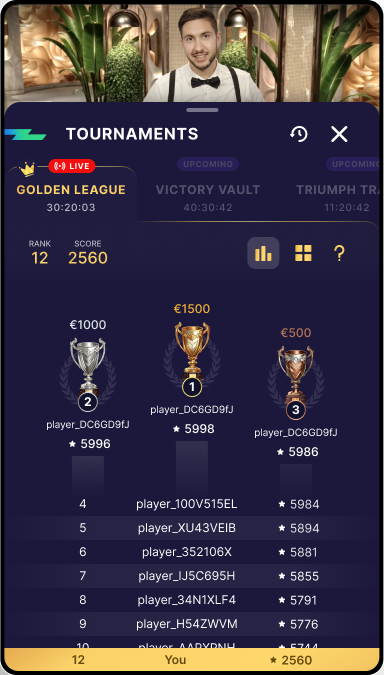 TOURNAMENTS
LIVE
UPCOMING
UPCOMING
GOLDEN LEAGUE
VICTORY VAULT
TRIUMPH TRA
30:20:03
40:30:42
11:20:42
RANK
SCORE
12
2560
?
€1500
€1000
€500
1
2
3
player_DC6GD9fJ
player_DC6GD9fJ
player_DC6GD9fJ
5998
5996
5986
4 player_100V515EL 5984
5 player_XU43VEIB 5894
6 player_352106X 5881
7 player_IJ5C695H 5855
8 player_34N1XLF4 5791
9 player_H54ZWVM 5776
10 player_AARXPNH 5744
12 You 2560